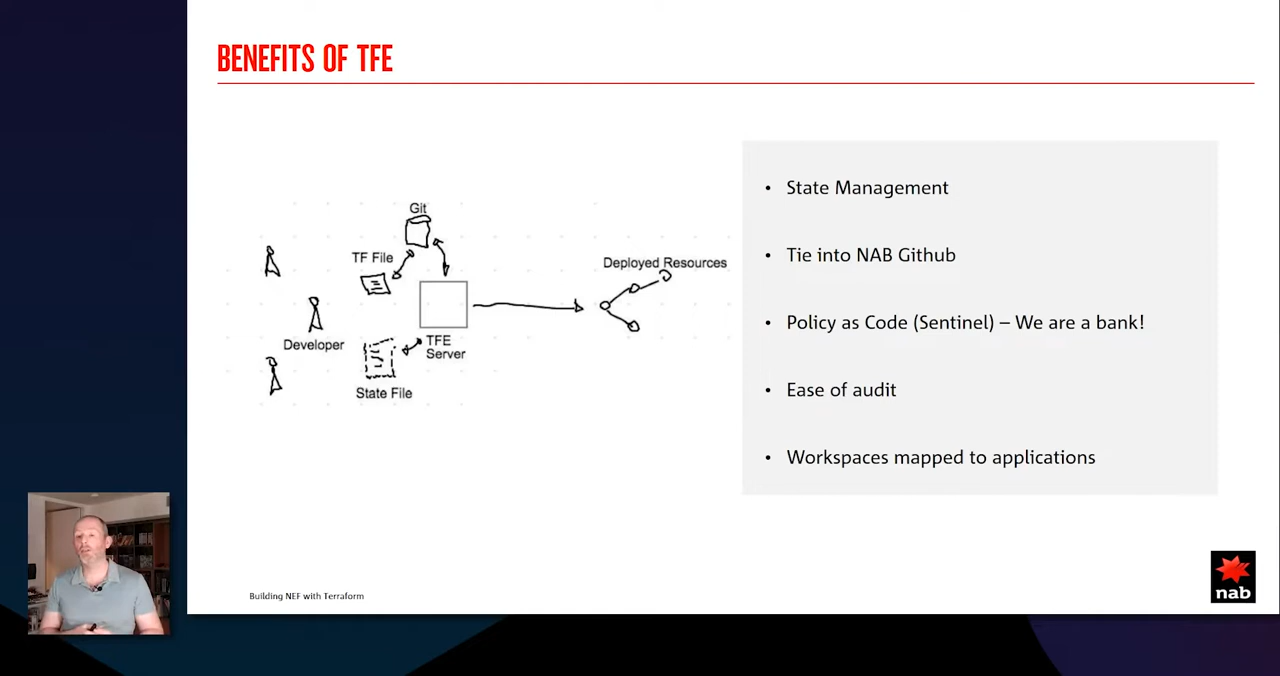 BENEFITS OF TFE
Git
TF File
Developer
TFE
Server
State File
Deployed Resources
• State Management
• Tie into NAB Github
• Policy as Code (Sentinel) – We are a bank!
• Ease of audit
• Workspaces mapped to applications
Building NEF with Terraform
nab